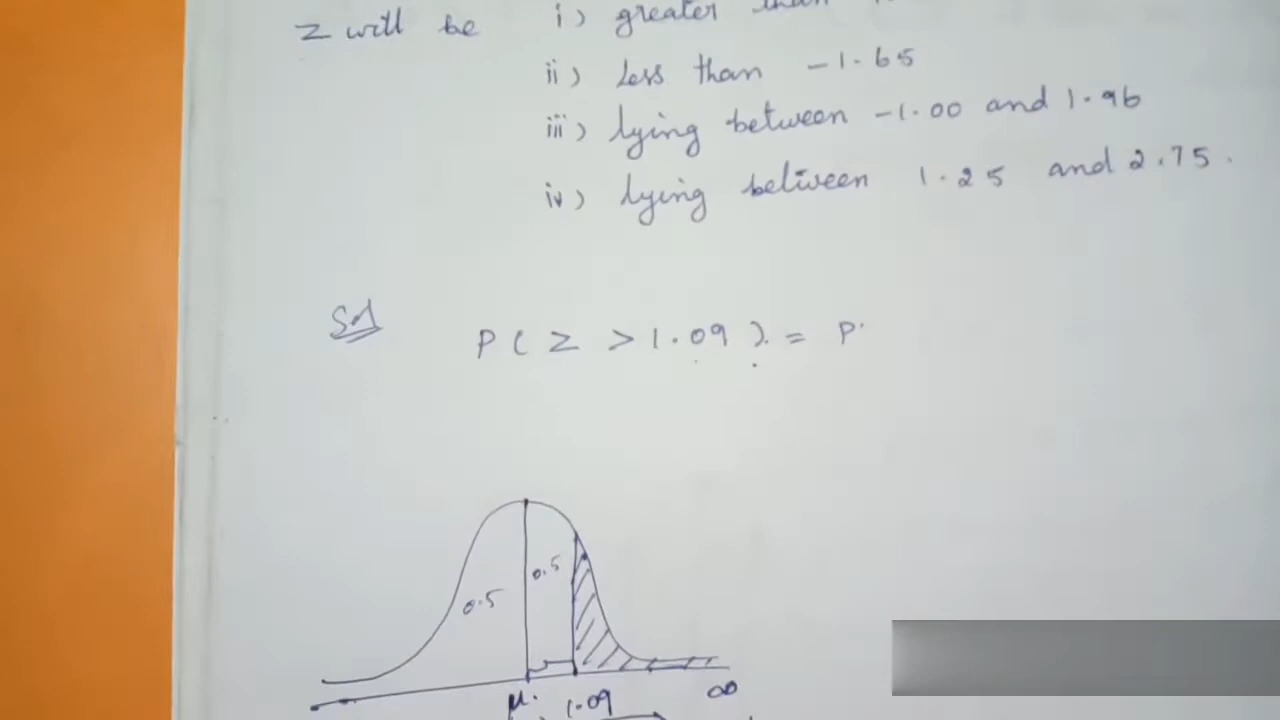 Z will be i) greater than
ii) Less than -1.65
iii) lying between -1.00 and 1.96
iv) lying between 1.25 and 2.75.
Sol
P ( Z > 1.09 ) = P
0.5
0.5
μ. 1.09 ∞